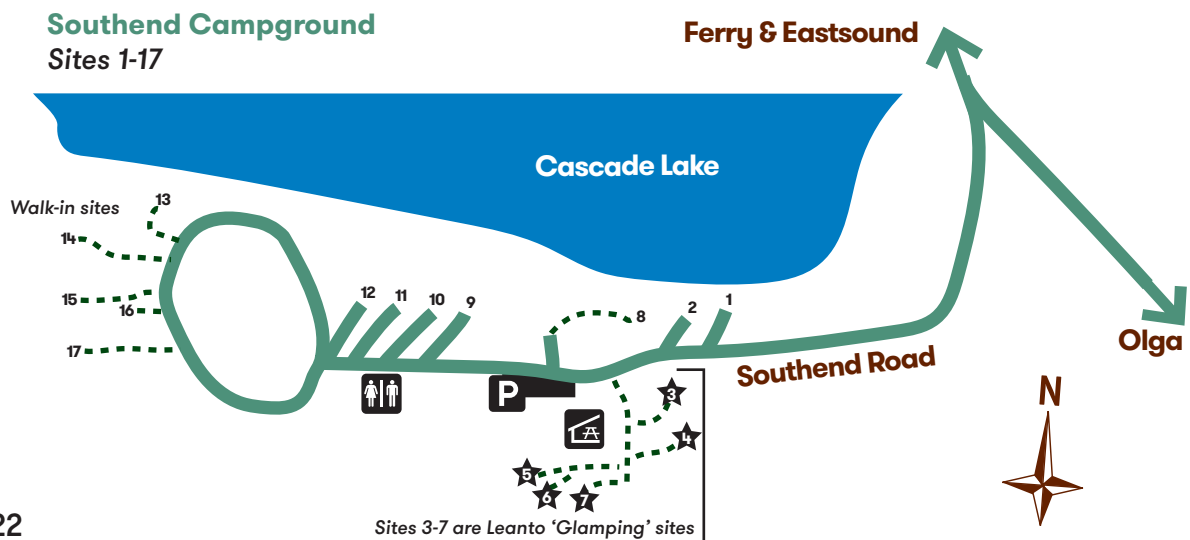 Southend Campground
Sites 1-17
Ferry & Eastsound
Cascade Lake
Walk-in sites
13
14
15
16
17
12
11
10
9
8
2
1
Olga
Southend Road
P
3
4
5
6
7
N
Sites 3-7 are Leanto ‘Glamping’ sites
22